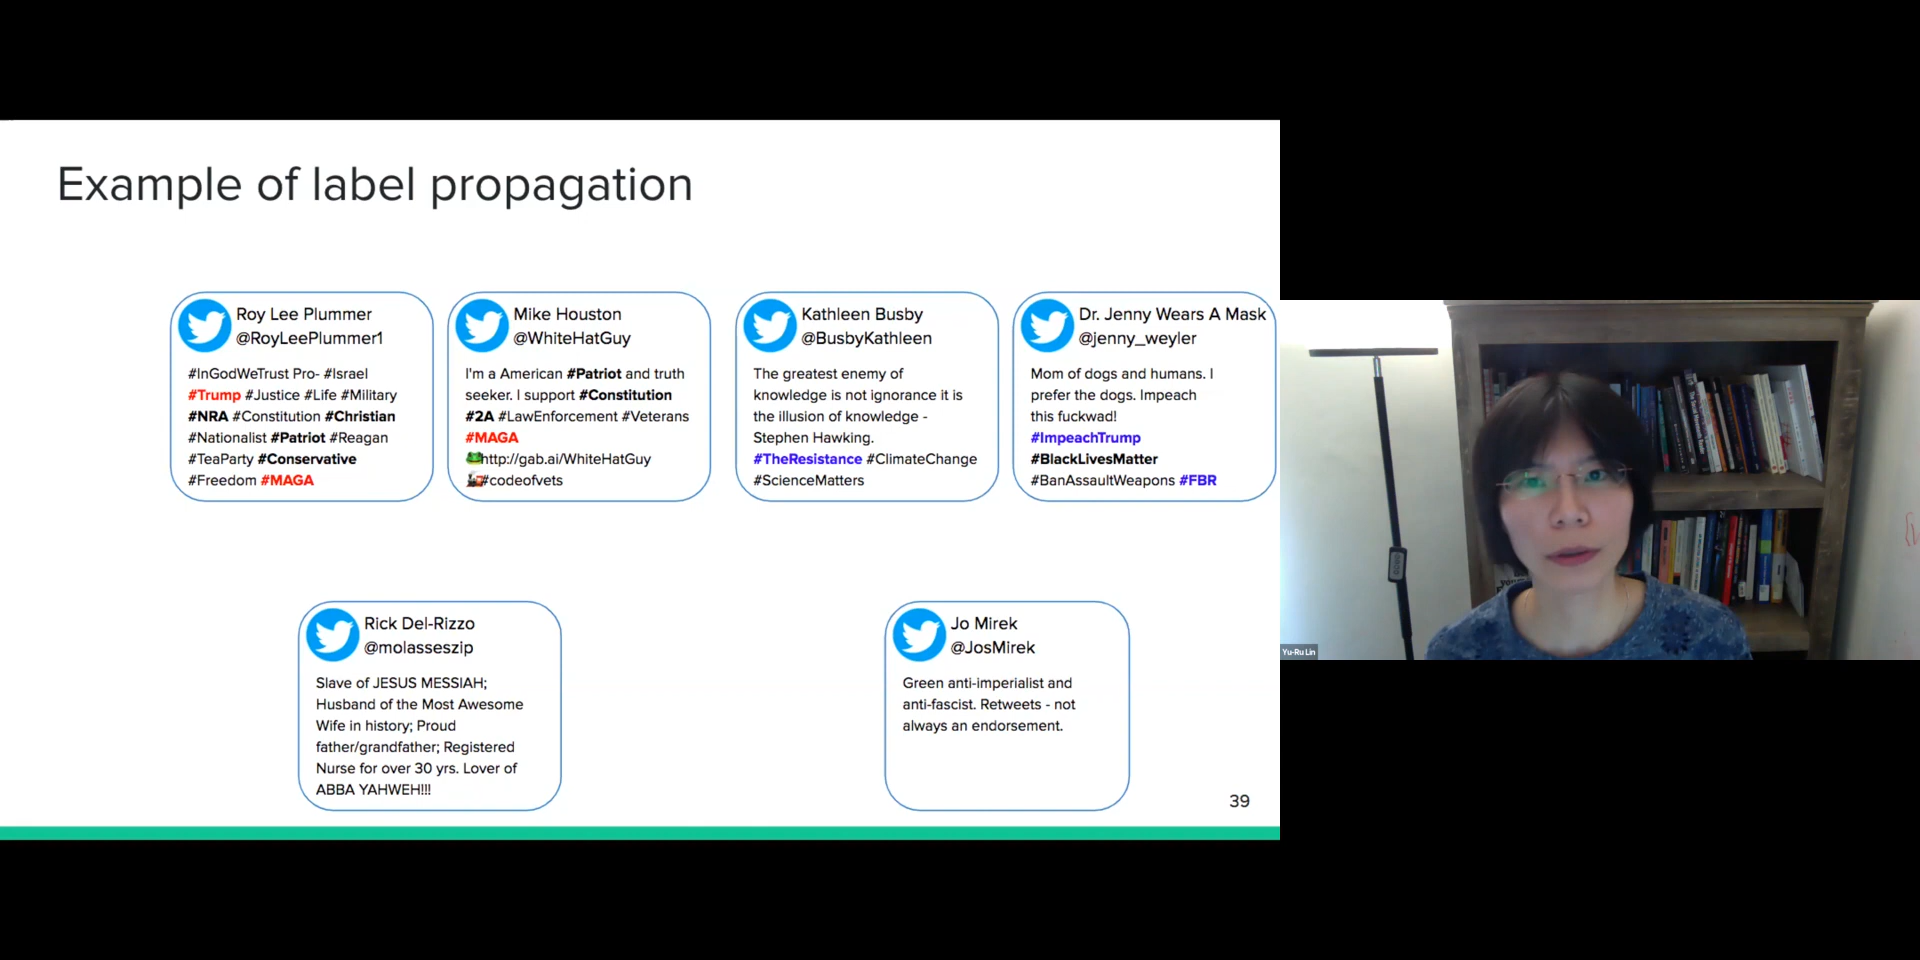 Example of label propagation
Roy Lee Plummer
@RoyLeePlummer1
#InGodWeTrust Pro- #Israel
#Trump #Justice #Life #Military
#NRA #Constitution #Christian
#Nationalist #Patriot #Reagan
#TeaParty #Conservative
#Freedom #MAGA
Mike Houston
@WhiteHatGuy
I'm a American #Patriot and truth
seeker. I support #Constitution
#2A #LawEnforcement #Veterans
#MAGA
http://gab.ai/WhiteHatGuy
#codeofvets
Kathleen Busby
@BusbyKathleen
The greatest enemy of
knowledge is not ignorance it is
the illusion of knowledge -
Stephen Hawking.
#TheResistance #ClimateChange
#ScienceMatters
Dr. Jenny Wears A Mask
@jenny_weyler
Mom of dogs and humans. I
prefer the dogs. Impeach
this fuckwad!
#ImpeachTrump
#BlackLivesMatter
#BanAssaultWeapons #FBR
Rick Del-Rizzo
@molasseszip
Slave of JESUS MESSIAH;
Husband of the Most Awesome
Wife in history; Proud
father/grandfather; Registered
Nurse for over 30 yrs. Lover of
ABBA YAHWEH!!!
Jo Mirek
@JosMirek
Green anti-imperialist and
anti-fascist. Retweets - not
always an endorsement.
39
Yu-Ru Lin